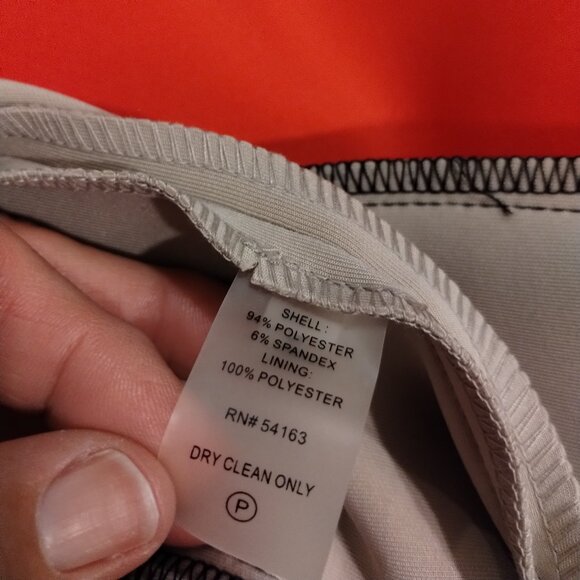 SHELL:
94% POLYESTER
6% SPANDEX
LINING:
100% POLYESTER
RN# 54163
DRY CLEAN ONLY
P